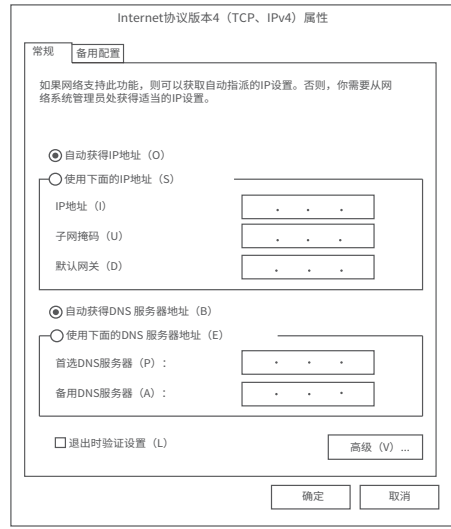 Internet协议版本4（TCP、IPv4）属性
常规
备用配置
如果网络支持此功能，则可以获取自动指派的IP设置。否则，你需要从网
络系统管理员处获得适当的IP设置。
自动获得IP地址（O）
使用下面的IP地址（S）
IP地址（I）
子网掩码（U）
默认网关（D）
自动获得DNS 服务器地址（B）
使用下面的DNS 服务器地址（E）
首选DNS服务器（P）：
备用DNS服务器（A）：
退出时验证设置（L）
高级（V）...
确定
取消